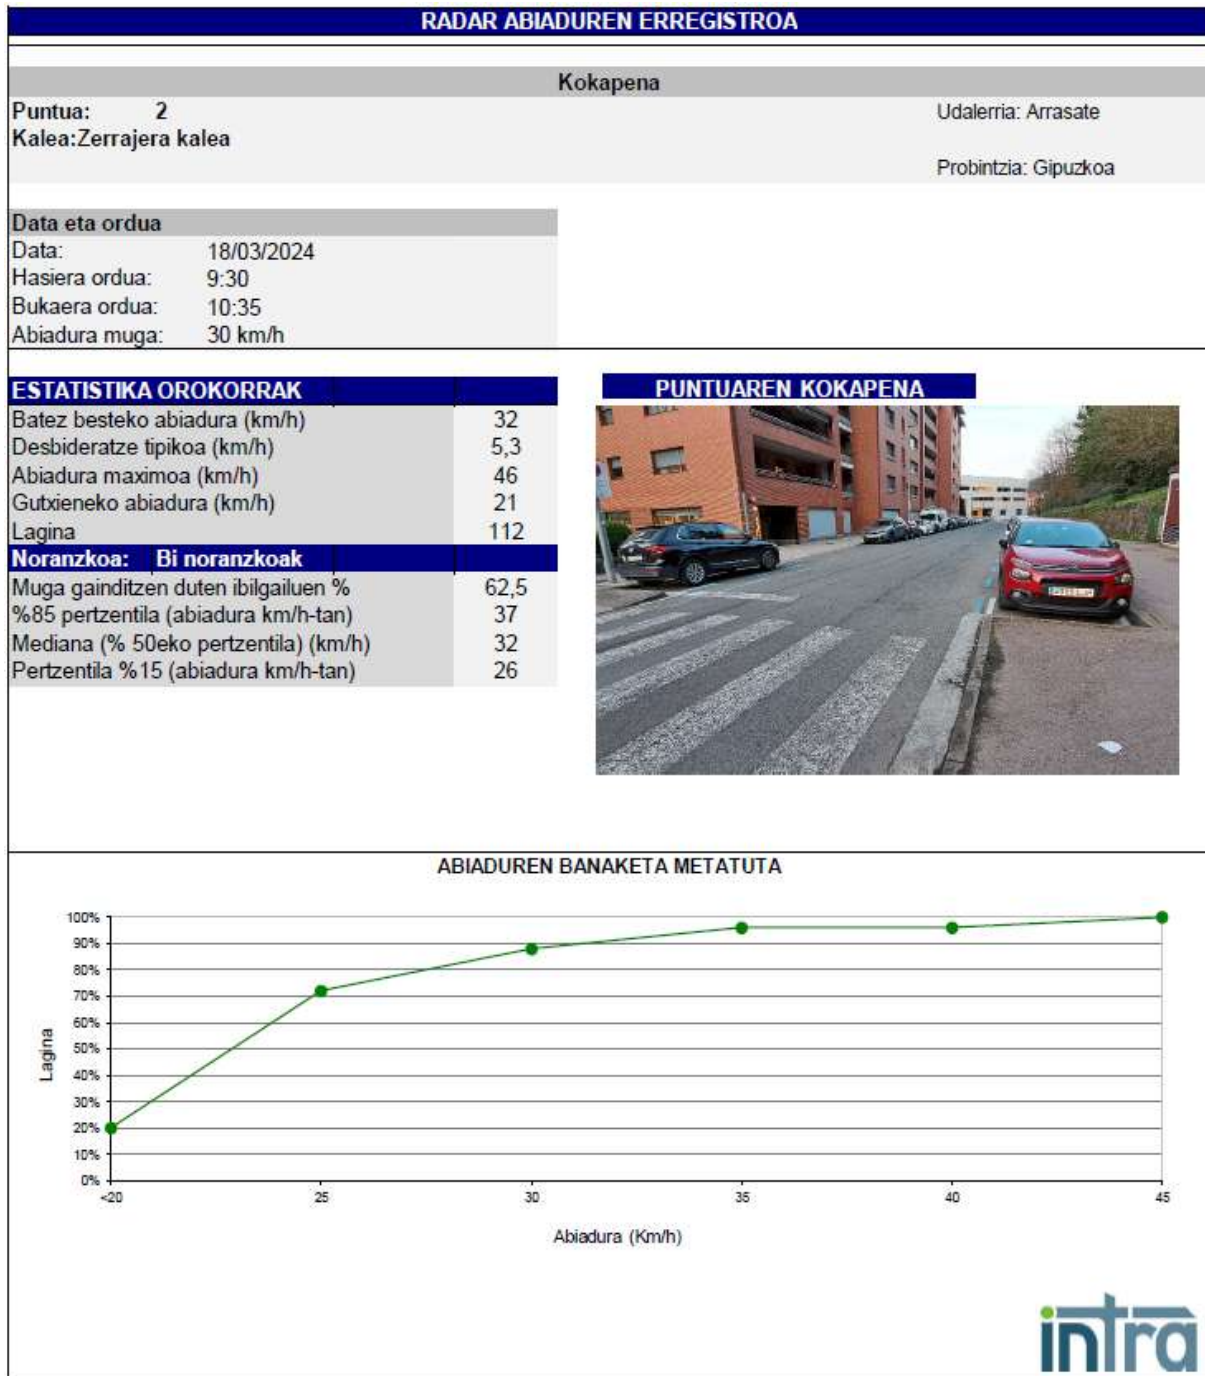 RADAR ABIADUREN ERREGISTROA
Kokapena
Puntua: 2
Udalerria: Arrasate
Kalea:Zerrajera kalea
Probintzia: Gipuzkoa
Data eta ordua
Data: 18/03/2024
Hasiera ordua: 9:30
Bukaera ordua: 10:35
Abiadura muga: 30 km/h
ESTATISTIKA OROKORRAK
Batez besteko abiadura (km/h) 32
Desbideratze tipikoa (km/h) 5,3
Abiadura maximoa (km/h) 46
Gutxieneko abiadura (km/h) 21
Lagina 112
Noranzkoa: Bi noranzkoak
Muga gainditzen duten ibilgailuen % 62,5
%85 pertzentila (abiadura km/h-tan) 37
Mediana (% 50eko pertzentila) (km/h) 32
Pertzentila %15 (abiadura km/h-tan) 26
PUNTUAREN KOKAPENA
ABIADUREN BANAKETA METATUTA
100%
90%
80%
70%
60%
50%
40%
30%
20%
10%
0%
Lagina
<20 25 30 35 40 45
Abiadura (Km/h)
intra